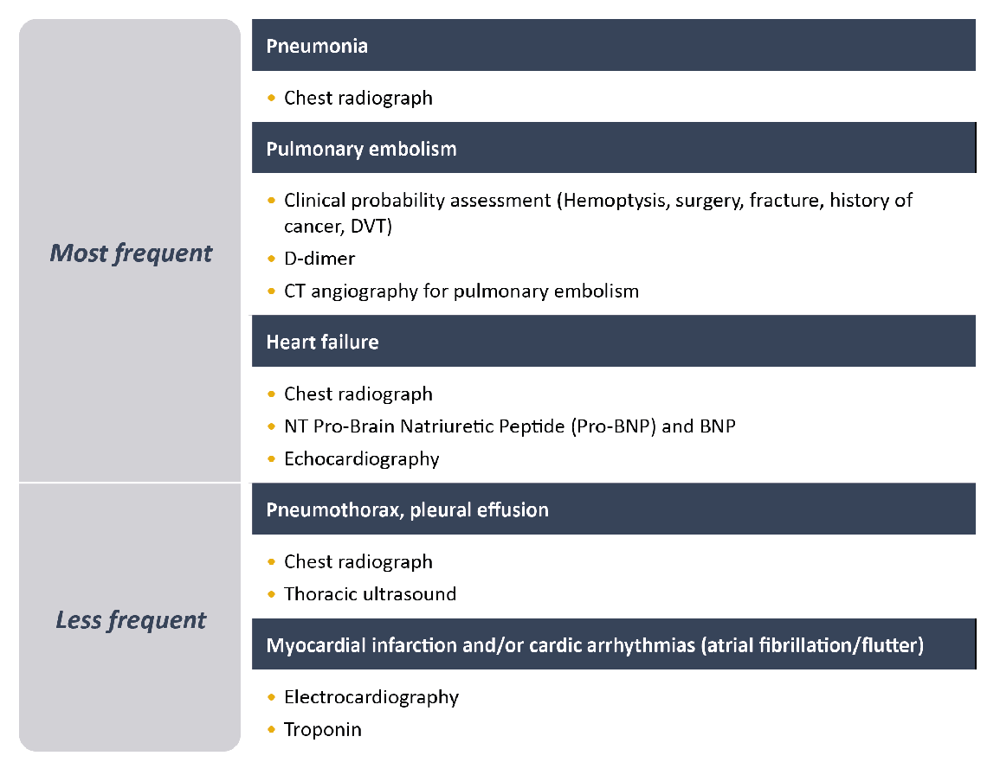 Pneumonia
• Chest radiograph
Pulmonary embolism
• Clinical probability assessment (Hemoptysis, surgery, fracture, history of
cancer, DVT)
• D-dimer
• CT angiography for pulmonary embolism
Most frequent
Heart failure
• Chest radiograph
• NT Pro-Brain Natriuretic Peptide (Pro-BNP) and BNP
• Echocardiography
Pneumothorax, pleural effusion
• Chest radiograph
• Thoracic ultrasound
Less frequent
Myocardial infarction and/or cardic arrhythmias (atrial fibrillation/flutter)
• Electrocardiography
• Troponin